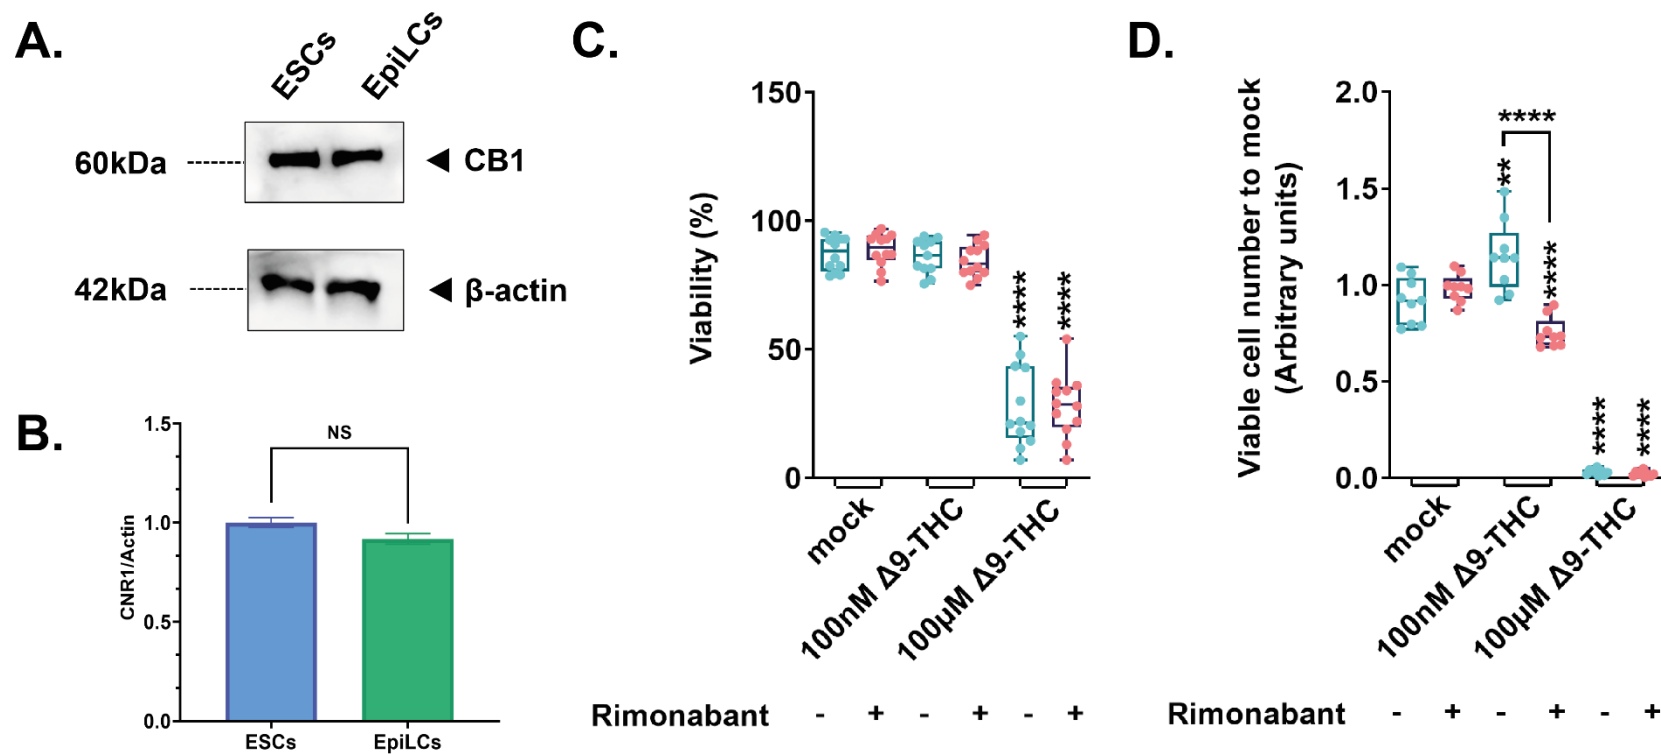 A.
ESCs
EpiLCs
60kDa
CB1
42kDa
β-actin
B.
1.5
1.0
0.5
0.0
CNR1/Actin
NS
ESCs
EpiLCs
C.
150
100
50
0
Viability (%)
****
****
mock
100nM Δ9-THC
100µM Δ9-THC
Rimonabant - + - + - +
D.
2.0
1.5
1.0
0.5
0.0
Viable cell number to mock
(Arbitrary units)
****
**
****
****
****
mock
100nM Δ9-THC
100µM Δ9-THC
Rimonabant - + - + - +